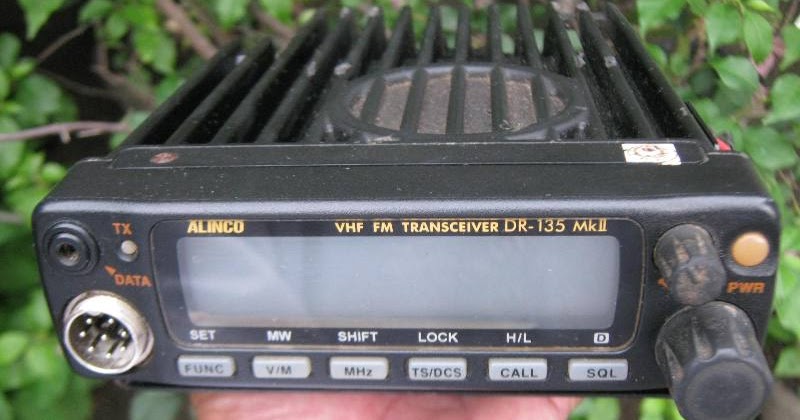 TX
ALINCO VHF FM TRANSCEIVER DR-135 MkII
DATA
PWR
SET MW SHIFT LOCK H/L D
FUNC V/M MHz TS/DCS CALL SQL